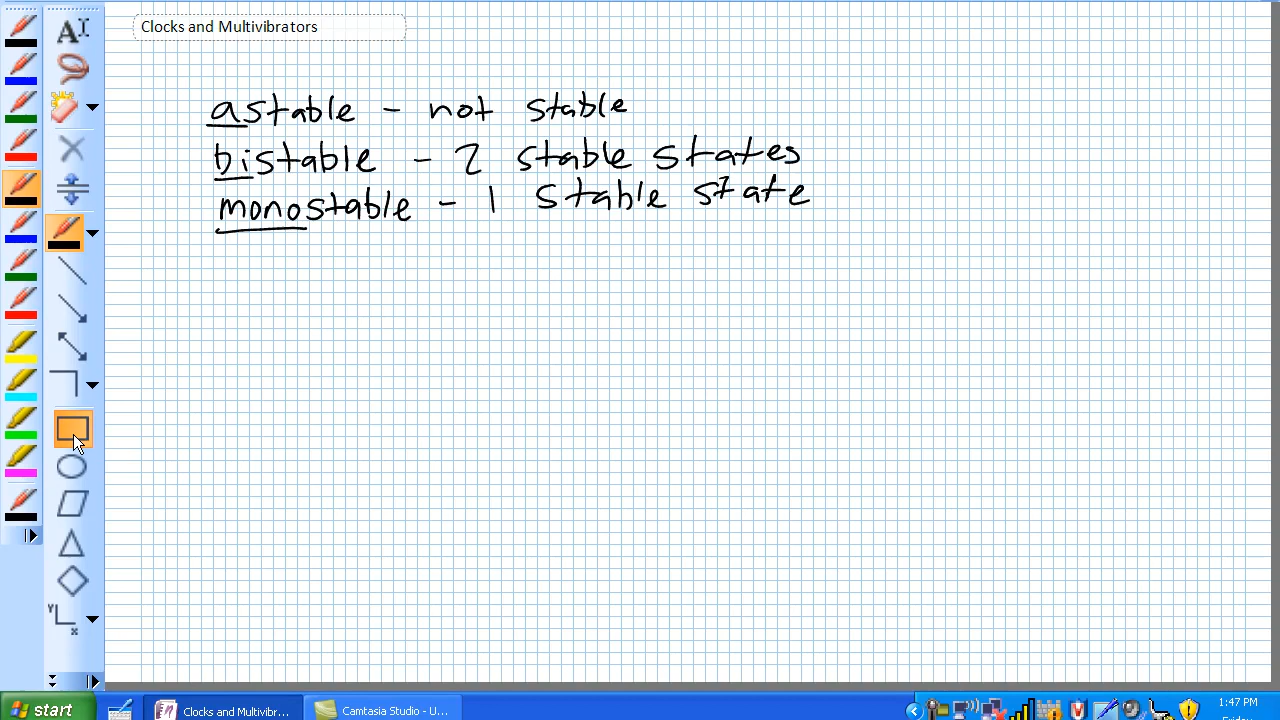 Clocks and Multivibrators
astable - not stable
bistable - 2 stable states
monostable - 1 stable state
start
Clocks and Multivibr...
Camtasia Studio - U...
1:47 PM